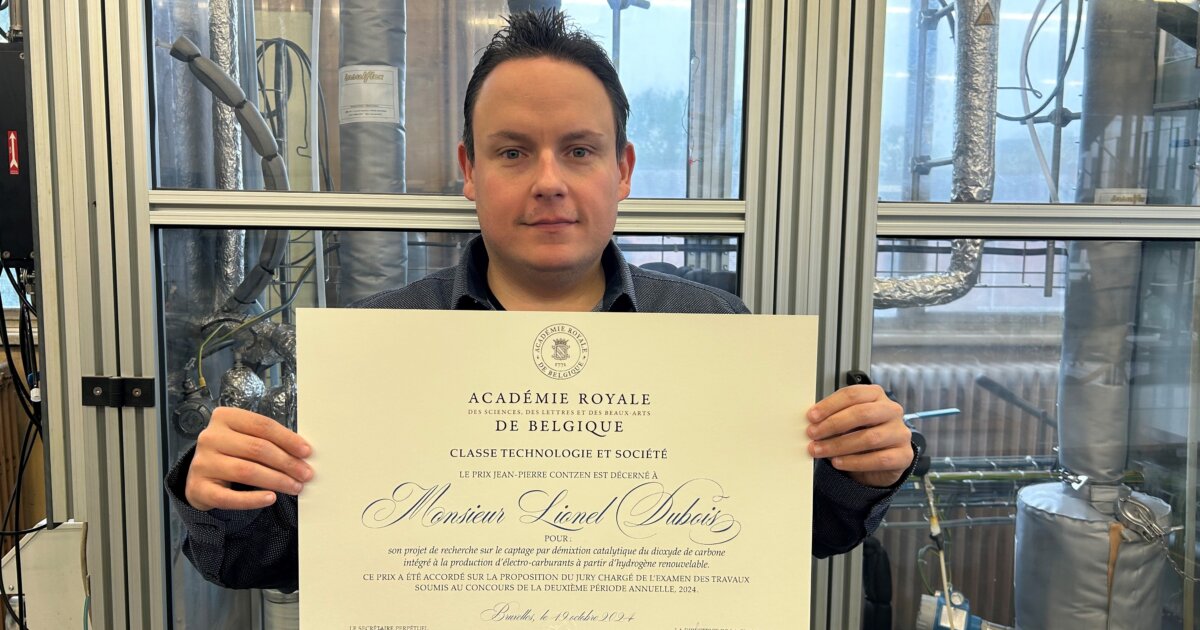 insulflex
ACADÉMIE ROYALE
DE BELGIQUE
1772
ACADÉMIE ROYALE
DES SCIENCES, DES LETTRES ET DES BEAUX-ARTS
DE BELGIQUE
CLASSE TECHNOLOGIE ET SOCIÉTÉ
LE PRIX JEAN-PIERRE CONTZEN EST DÉCERNÉ À
Monsieur Lionel Dubois
POUR :
son projet de recherche sur le captage par démixtion catalytique du dioxyde de carbone
intégré à la production d'électro-carburants à partir d'hydrogène renouvelable.
CE PRIX A ÉTÉ ACCORDÉ SUR LA PROPOSITION DU JURY CHARGÉ DE L'EXAMEN DES TRAVAUX
SOUMIS AU CONCOURS DE LA DEUXIÈME PÉRIODE ANNUELLE, 2024.
Bruxelles, le 19 octobre 2024
LE SECRÉTAIRE PERPÉTUEL